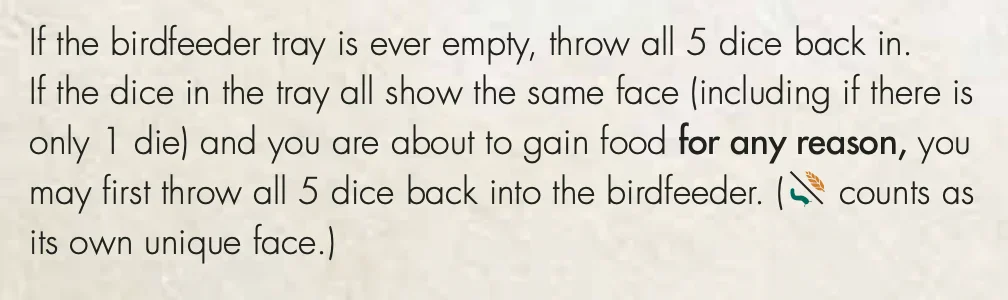 If the birdfeeder tray is ever empty, throw all 5 dice back in.
If the dice in the tray all show the same face (including if there is
only 1 die) and you are about to gain food for any reason, you
may first throw all 5 dice back into the birdfeeder. ( counts as
its own unique face.)